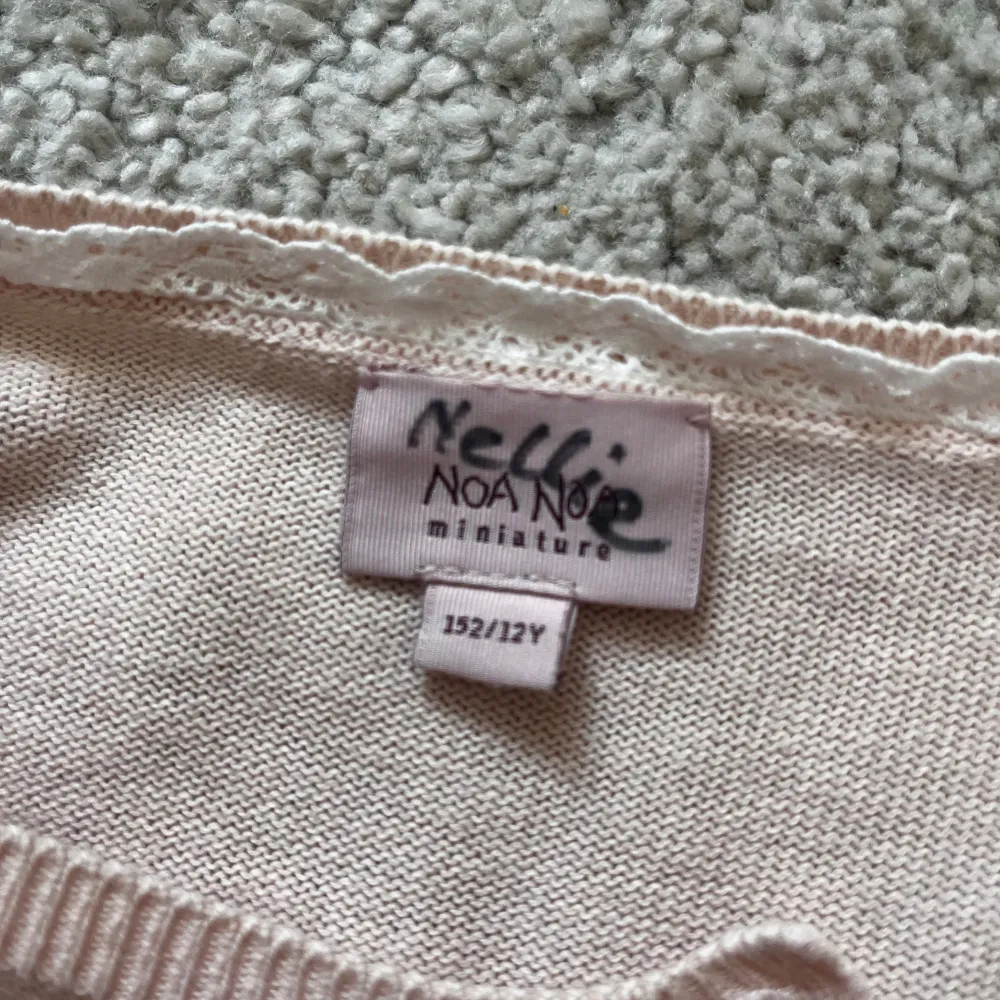 Nellie
NOA NOA
miniature
152/12Y